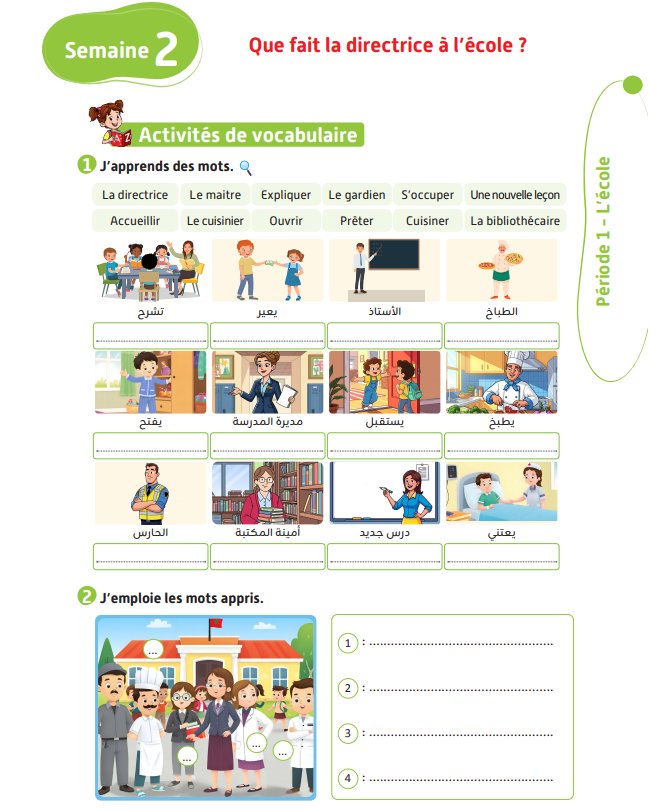 Semaine 2
Que fait la directrice à l'école ?
Activités de vocabulaire
1 J'apprends des mots.
La directrice Le maitre Expliquer Le gardien S'occuper Une nouvelle leçon
Accueillir Le cuisinier Ouvrir Prêter Cuisiner La bibliothécaire
تشرح يعير الأستاذ الطباخ
يفتح مديرة المدرسة يستقبل يطبخ
الحارس أمينة المكتبة درس جديد يعتني
2 J'emploie les mots appris.
...
...
...
...
1 : ....................................................
2 : ....................................................
3 : ....................................................
4 : ....................................................
Période 1 - L'école